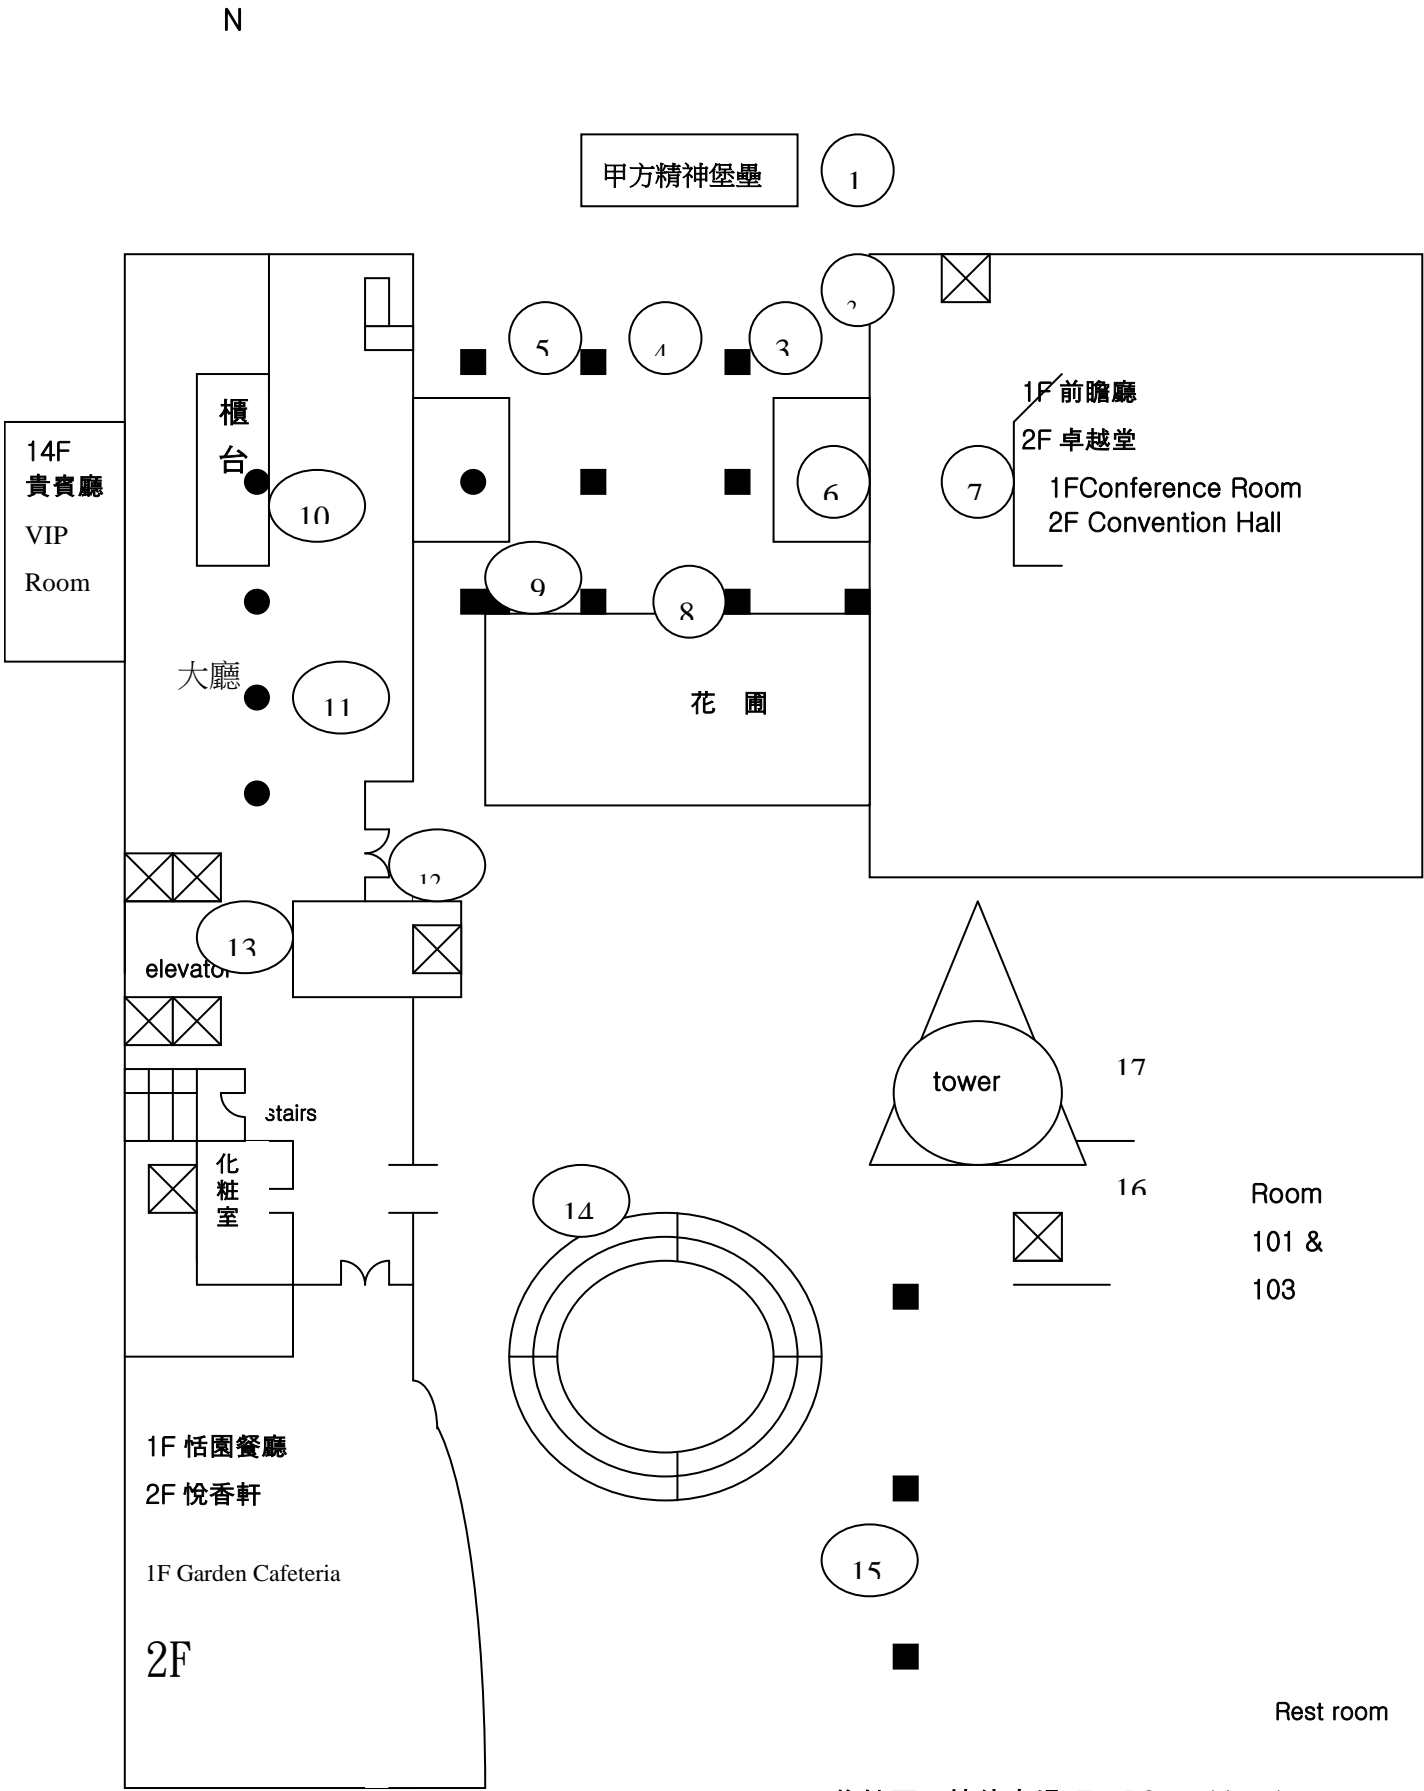 N
甲方精神堡壘
1
2
5
4
3
櫃
台
14F
貴賓廳
VIP
Room
1F 前瞻廳
2F 卓越堂
1FConference Room
2F Convention Hall
10
6
7
9
8
大廳
11
花 圃
12
13
elevator
tower
17
stairs
化
粧
室
16
Room
101 &
103
14
1F 恬園餐廳
2F 悅香軒
15
1F Garden Cafeteria
2F
Rest room